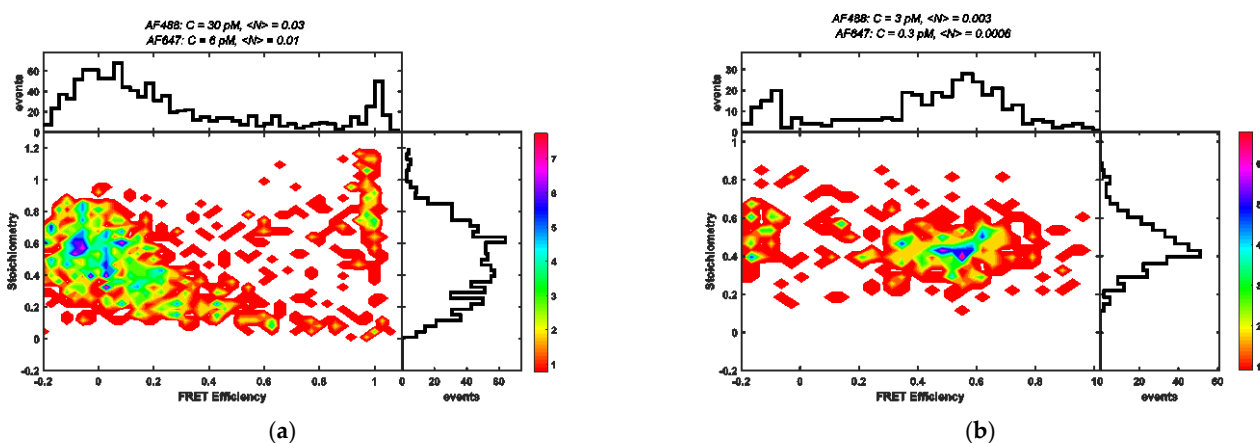 AF488: C = 30 pM, <N> = 0.03
AF647: C = 6 pM, <N> = 0.01
events
60
40
20
0
1.2
1
0.8
0.6
0.4
0.2
0
-0.2
Stoichiometry
-0.2 0 0.2 0.4 0.6 0.8 1
FRET Efficiency
0 20 40 60
events
7
6
5
4
3
2
1
(a)
AF488: C = 3 pM, <N> = 0.003
AF647: C = 0.3 pM, <N> = 0.0006
events
30
20
10
0
1
0.8
0.6
0.4
0.2
0
-0.2
Stoichiometry
-0.2 0 0.2 0.4 0.6 0.8 10
FRET Efficiency
10 20 30 40 50 60
events
2
(b)